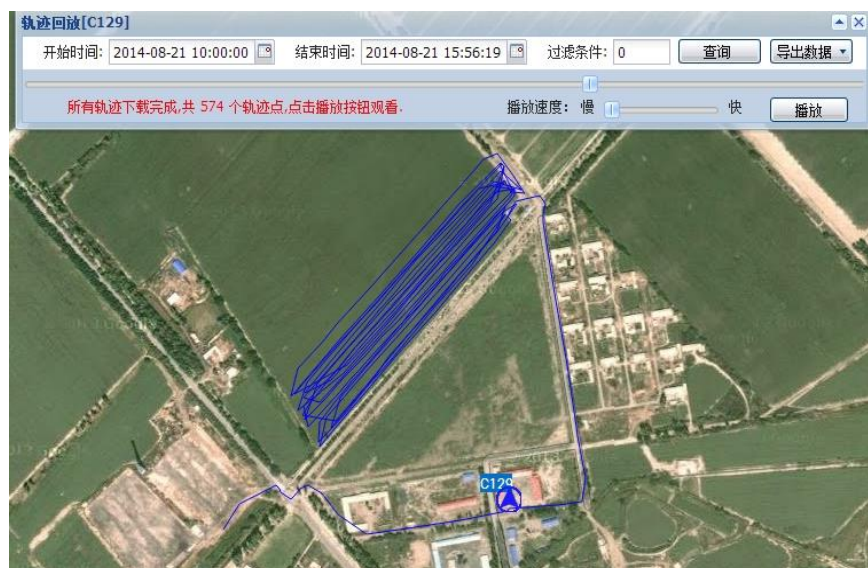 轨迹回放[C129]
开始时间: 2014-08-21 10:00:00 结束时间: 2014-08-21 15:56:19 过滤条件: 0 查询 导出数据
所有轨迹下载完成,共 574 个轨迹点,点击播放按钮观看. 播放速度: 慢 快 播放
C129